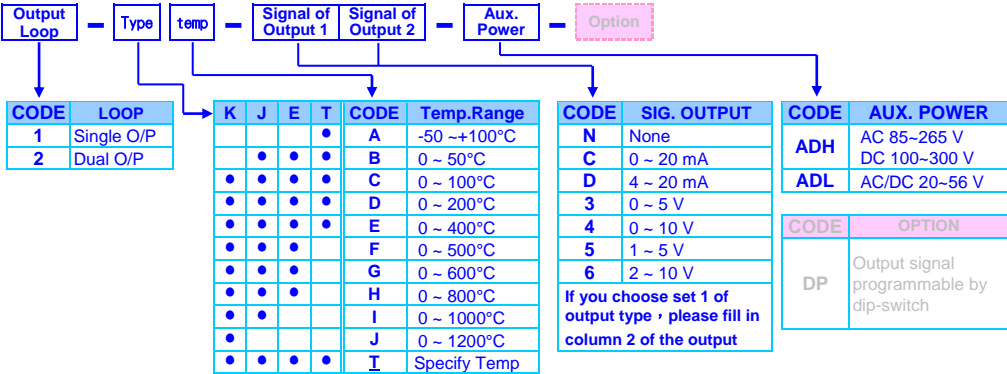 Output Loop – Type temp – Signal of Output 1 Signal of Output 2 – Aux. Power – Option
CODE LOOP
1 Single O/P
2 Dual O/P
K J E T CODE Temp.Range
● A -50 ~+100°C
● ● ● B 0 ~ 50°C
● ● ● ● C 0 ~ 100°C
● ● ● ● D 0 ~ 200°C
● ● ● ● E 0 ~ 400°C
● ● ● F 0 ~ 500°C
● ● ● G 0 ~ 600°C
● ● ● H 0 ~ 800°C
● ● I 0 ~ 1000°C
● J 0 ~ 1200°C
● ● ● ● T Specify Temp
CODE SIG. OUTPUT
N None
C 0 ~ 20 mA
D 4 ~ 20 mA
3 0 ~ 5 V
4 0 ~ 10 V
5 1 ~ 5 V
6 2 ~ 10 V
If you choose set 1 of
output type，please fill in
column 2 of the output
CODE AUX. POWER
ADH AC 85~265 V
DC 100~300 V
ADL AC/DC 20~56 V
CODE OPTION
DP Output signal
programmable by
dip-switch